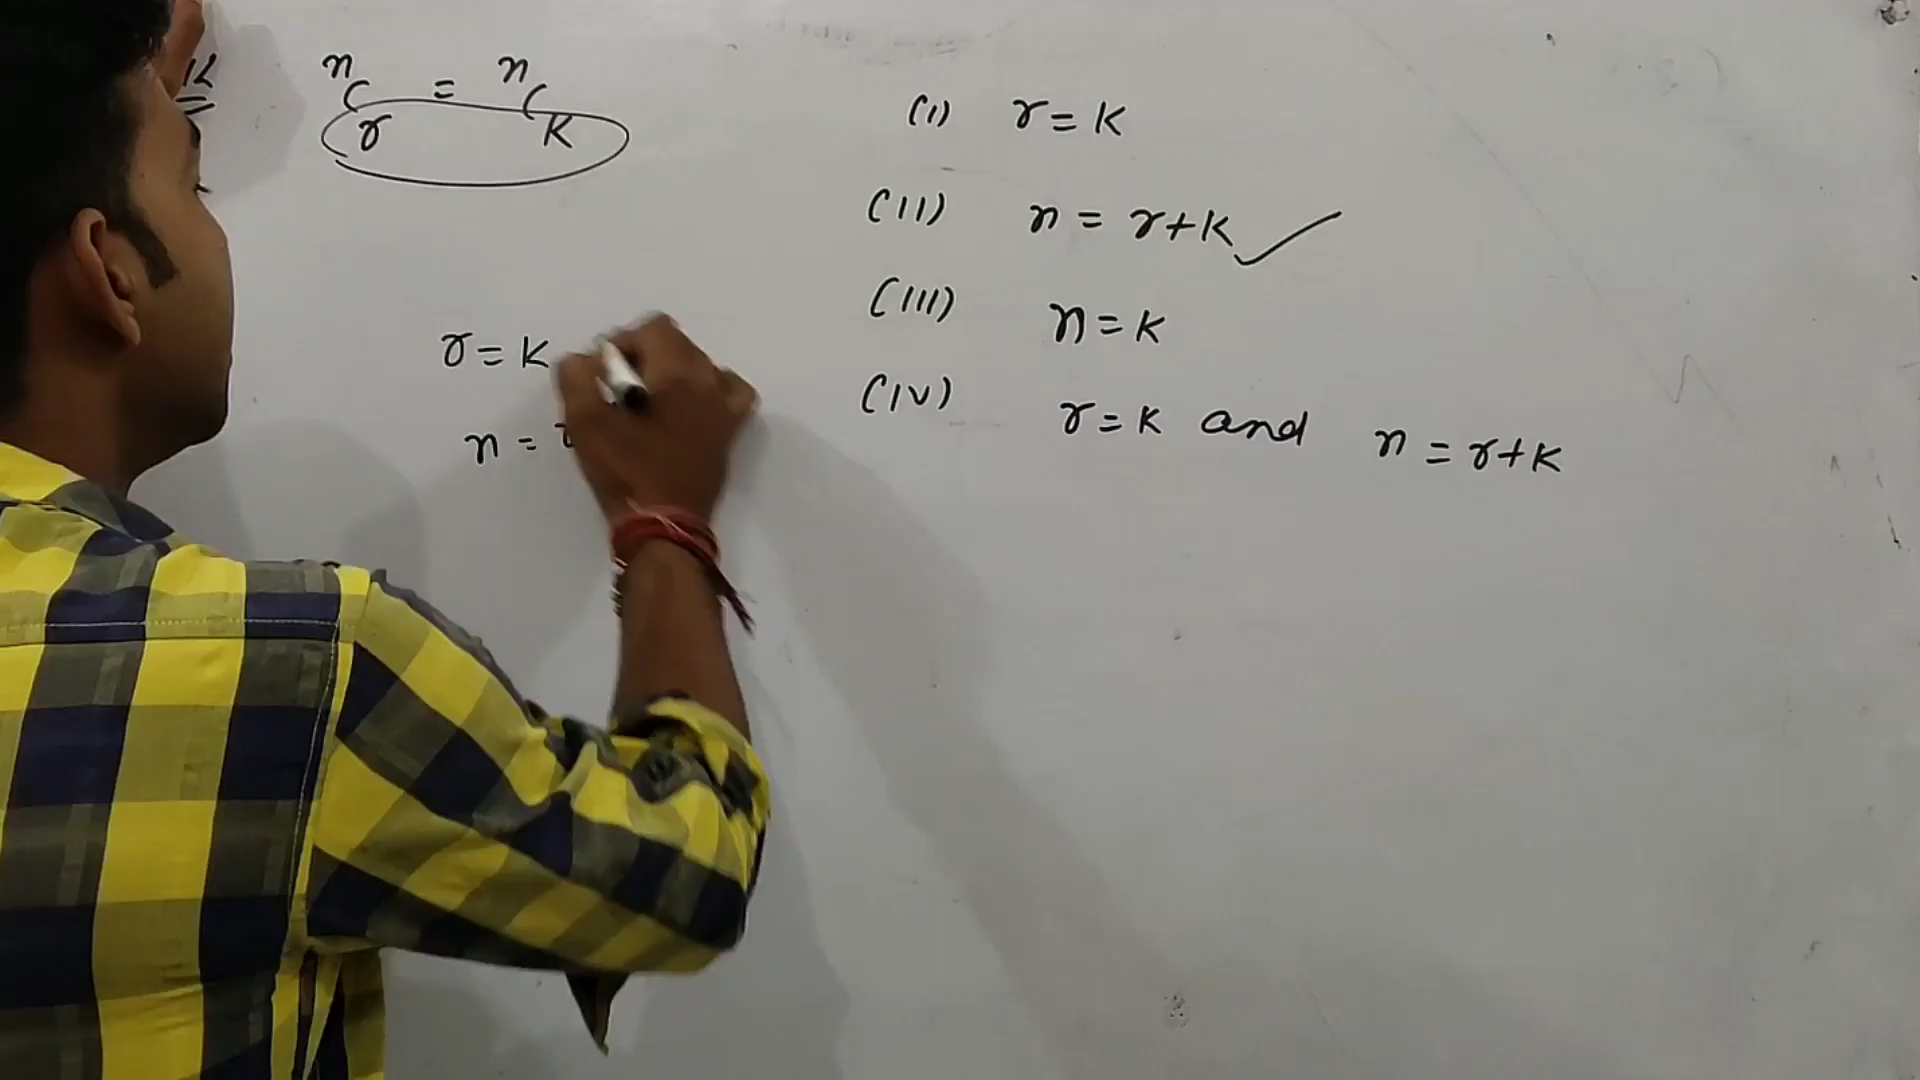 ⁿCᵣ = ⁿCₖ
(I) r = K
(II) n = r+K ✓
(III) n = K
(IV) r = K and n = r+K
r = K
n = r